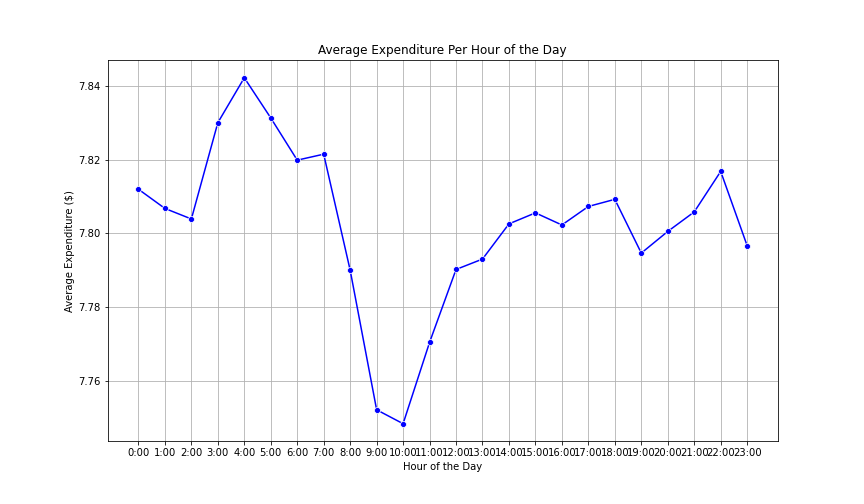 Average Expenditure Per Hour of the Day
Average Expenditure ($)
7.84
7.82
7.80
7.78
7.76
0:00 1:00 2:00 3:00 4:00 5:00 6:00 7:00 8:00 9:00 10:00 11:00 12:00 13:00 14:00 15:00 16:00 17:00 18:00 19:00 20:00 21:00 22:00 23:00
Hour of the Day